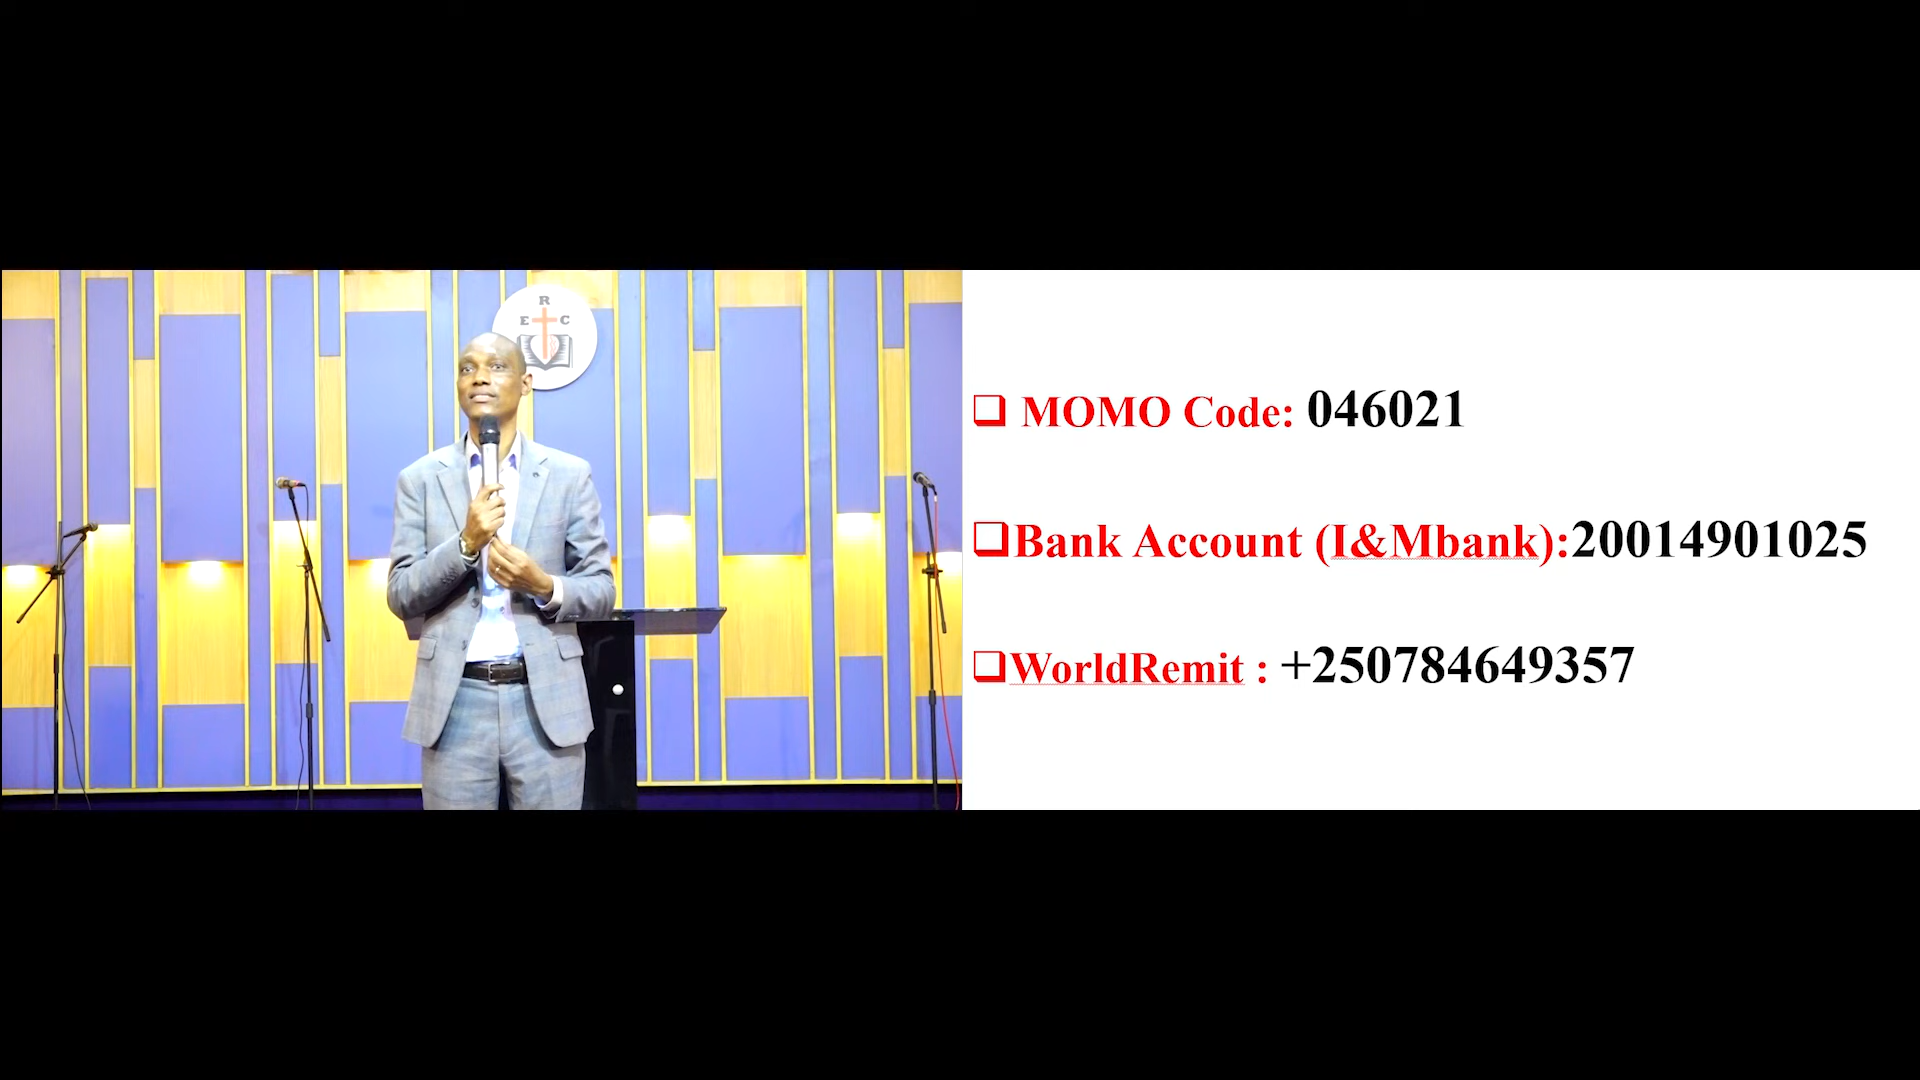 R
E C
❑ MOMO Code: 046021
❑Bank Account (I&Mbank):20014901025
❑WorldRemit : +250784649357